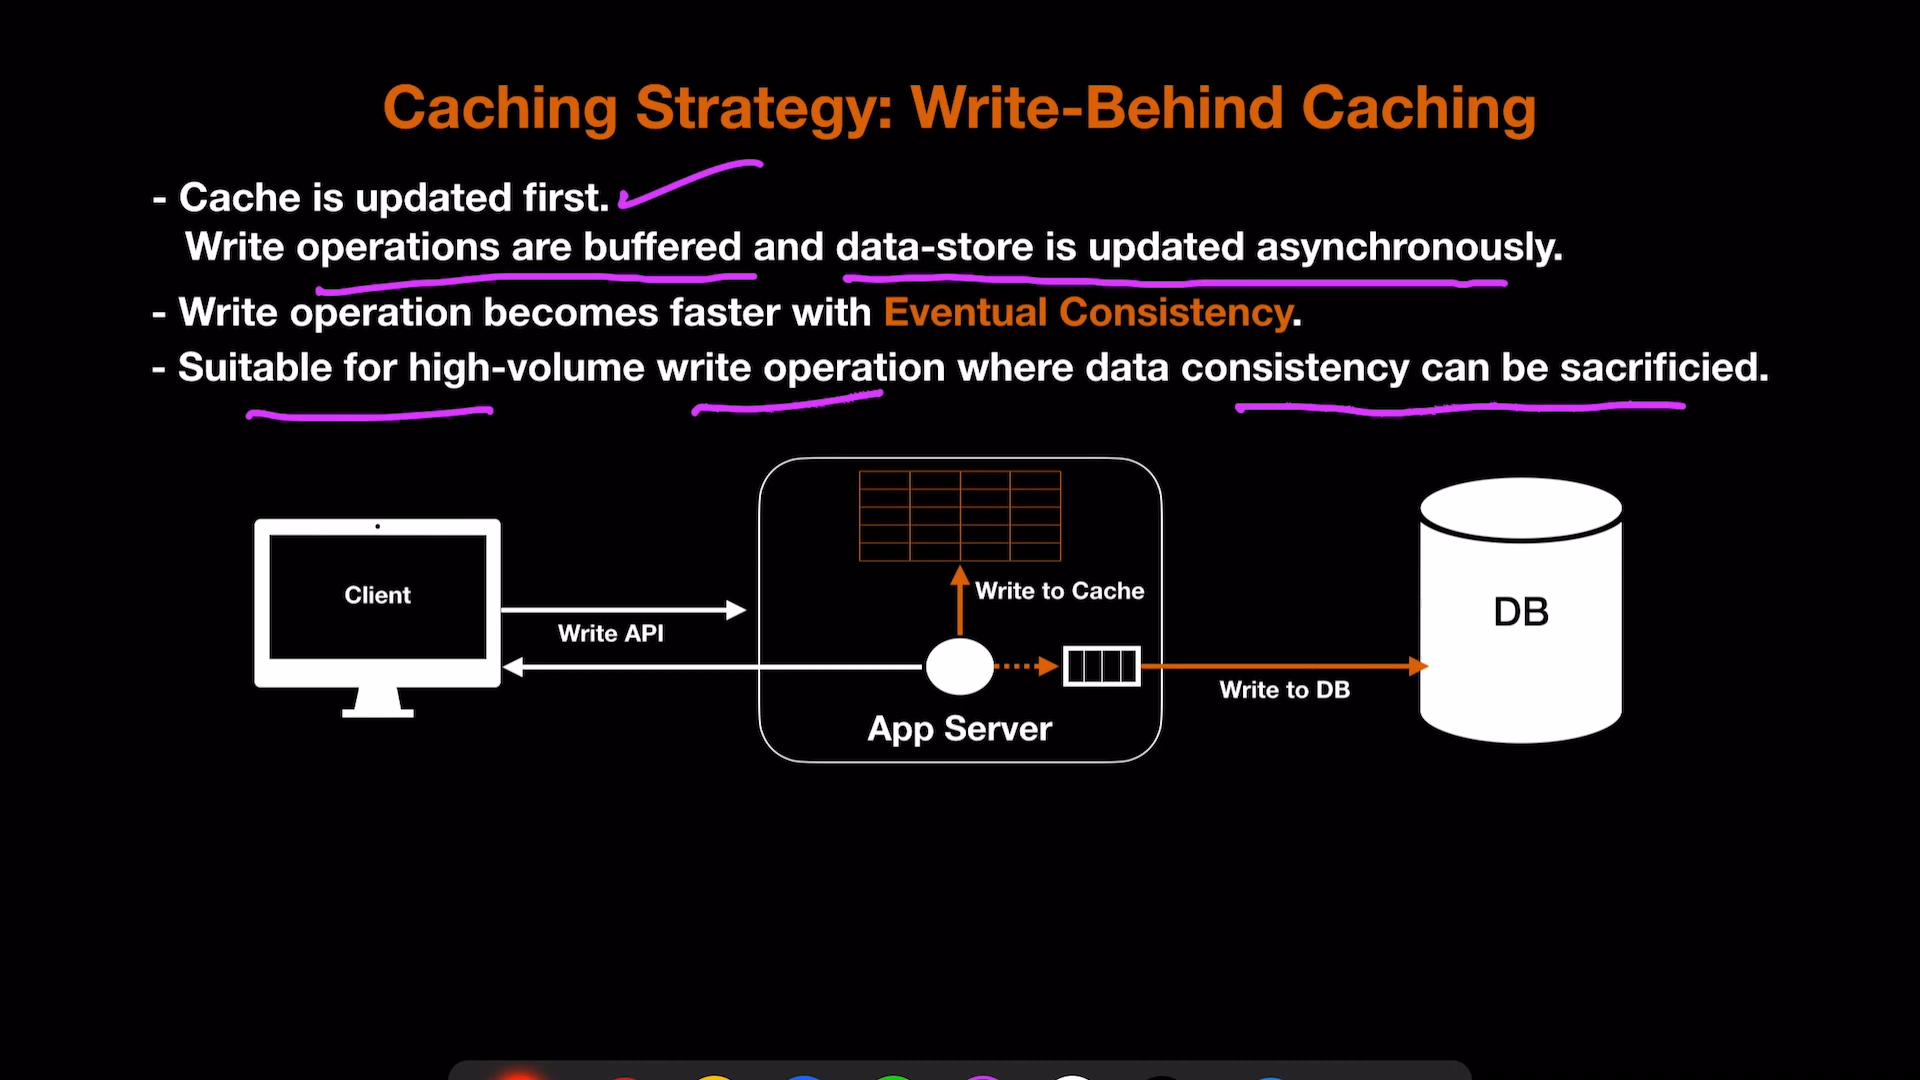 Caching Strategy: Write-Behind Caching
- Cache is updated first.
Write operations are buffered and data-store is updated asynchronously.
- Write operation becomes faster with Eventual Consistency.
- Suitable for high-volume write operation where data consistency can be sacrificied.
Client
Write API
Write to Cache
App Server
Write to DB
DB